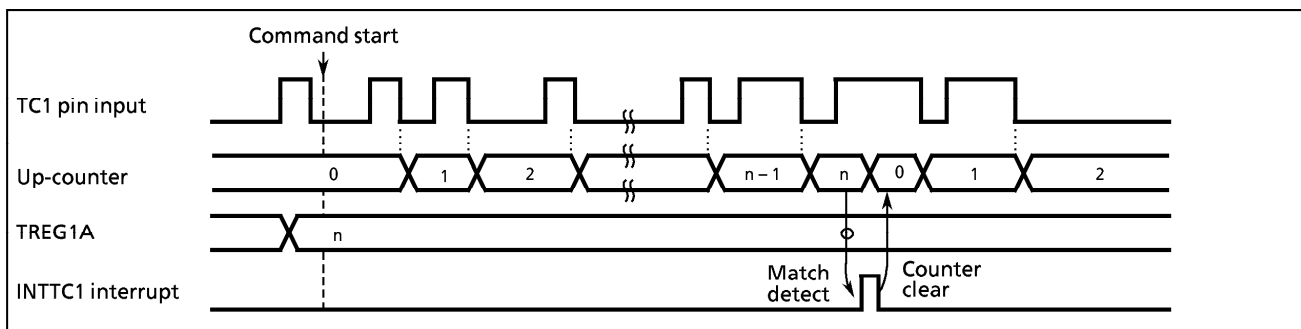 Command start
TC1 pin input
Up-counter
0
1
2
n – 1
n
0
1
2
TREG1A
n
Match
detect
Counter
clear
INTTC1 interrupt